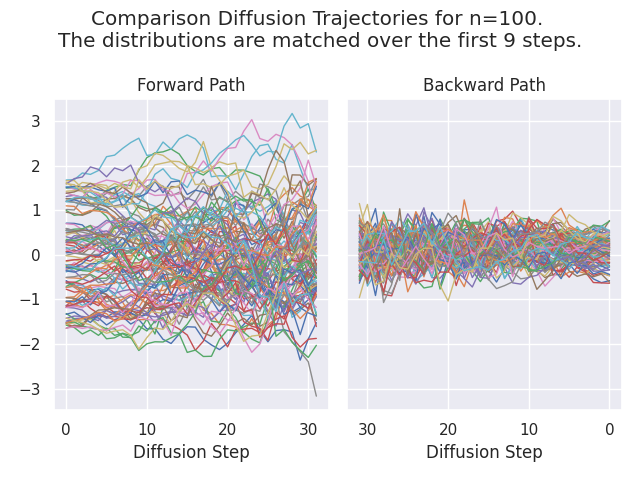 Comparison Diffusion Trajectories for n=100.
The distributions are matched over the first 9 steps.
Forward Path
Backward Path
3
2
1
0
−1
−2
−3
0 10 20 30
30 20 10 0
Diffusion Step
Diffusion Step